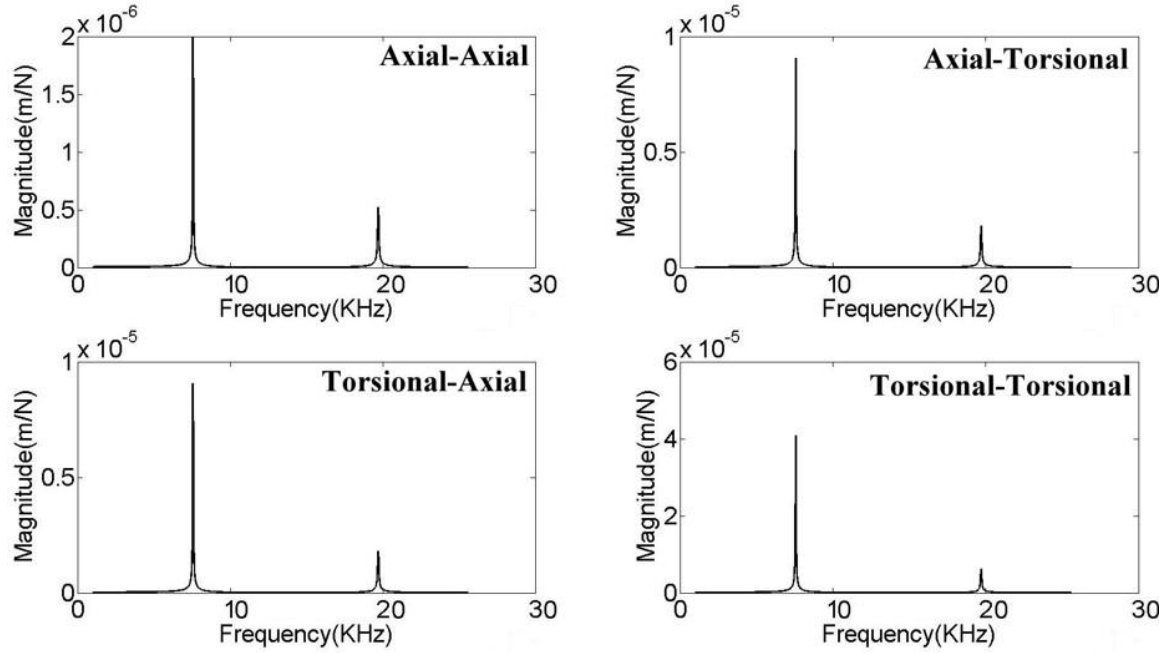 2 x 10^-6
1.5
1
0.5
0
0 10 20 30
Magnitude(m/N)
Frequency(KHz)
Axial-Axial
1 x 10^-5
0.5
0
0 10 20 30
Magnitude(m/N)
Frequency(KHz)
Axial-Torsional
1 x 10^-5
0.5
0
0 10 20 30
Magnitude(m/N)
Frequency(KHz)
Torsional-Axial
6 x 10^-5
4
2
0
0 10 20 30
Magnitude(m/N)
Frequency(KHz)
Torsional-Torsional